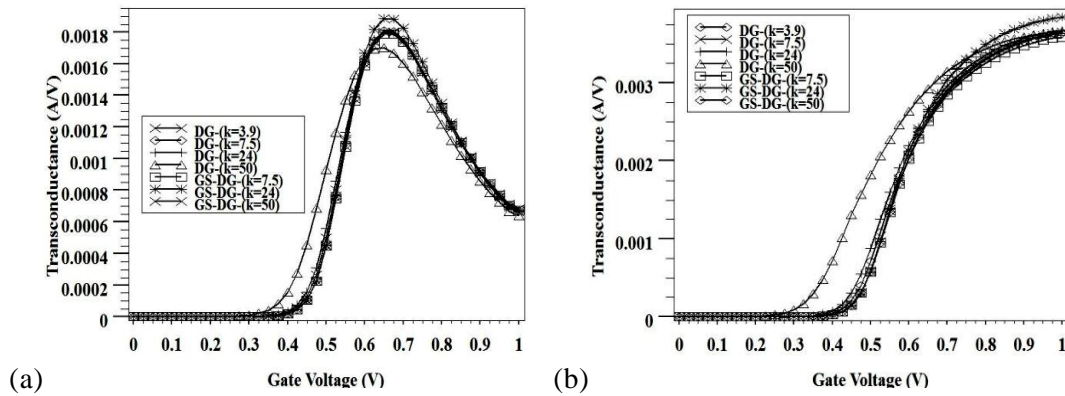 Transconductance (A/V)
0.0018
0.0016
0.0014
0.0012
0.001
0.0008
0.0006
0.0004
0.0002
0
DG-(k=3.9)
DG-(k=7.5)
DG-(k=24)
DG-(k=50)
GS-DG-(k=7.5)
GS-DG-(k=24)
GS-DG-(k=50)
0 0.1 0.2 0.3 0.4 0.5 0.6 0.7 0.8 0.9 1
Gate Voltage (V)
(a)
Transconductance (A/V)
0.003
0.002
0.001
0
DG-(k=3.9)
DG-(k=7.5)
DG-(k=24)
DG-(k=50)
GS-DG-(k=7.5)
GS-DG-(k=24)
GS-DG-(k=50)
0 0.1 0.2 0.3 0.4 0.5 0.6 0.7 0.8 0.9 1
Gate Voltage (V)
(b)